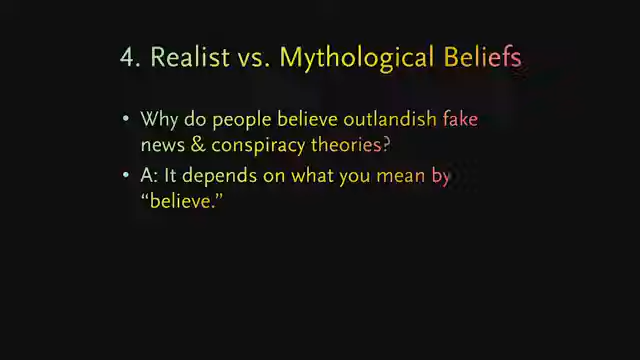 4. Realist vs. Mythological Beliefs
• Why do people believe outlandish fake
news & conspiracy theories?
• A: It depends on what you mean by
“believe.”